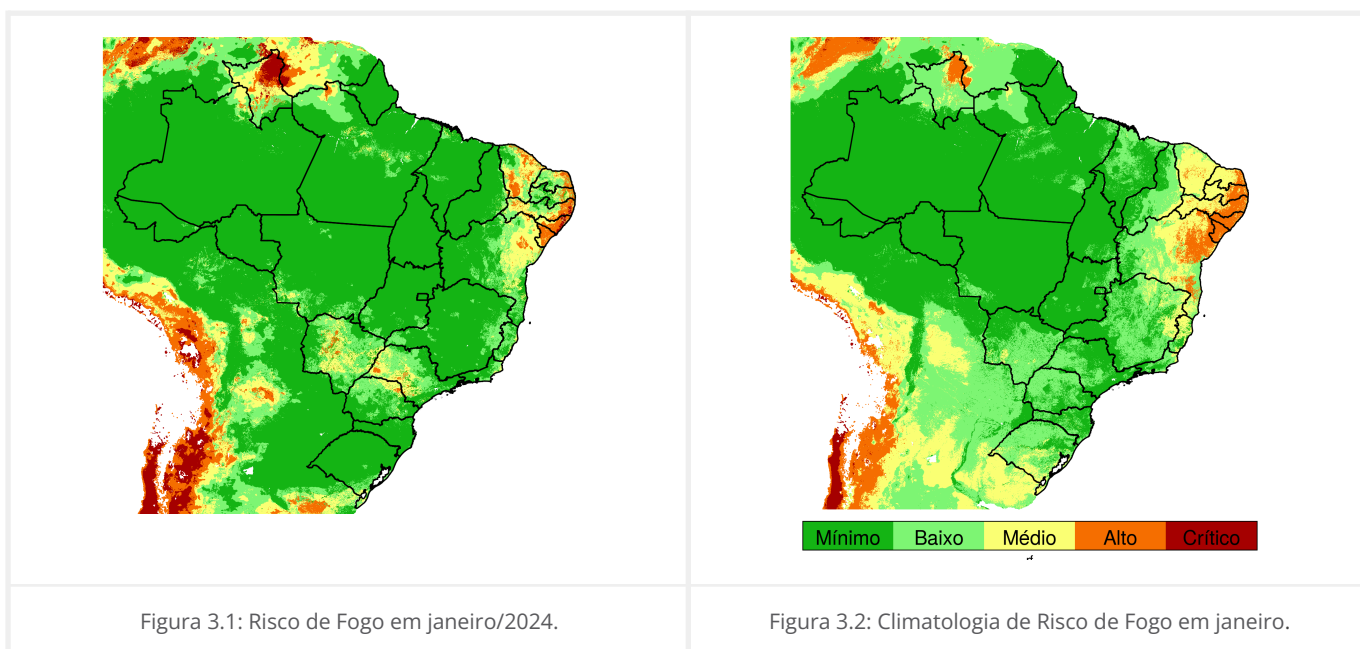 Mínimo Baixo Médio Alto Crítico
Figura 3.1: Risco de Fogo em janeiro/2024.
Figura 3.2: Climatologia de Risco de Fogo em janeiro.